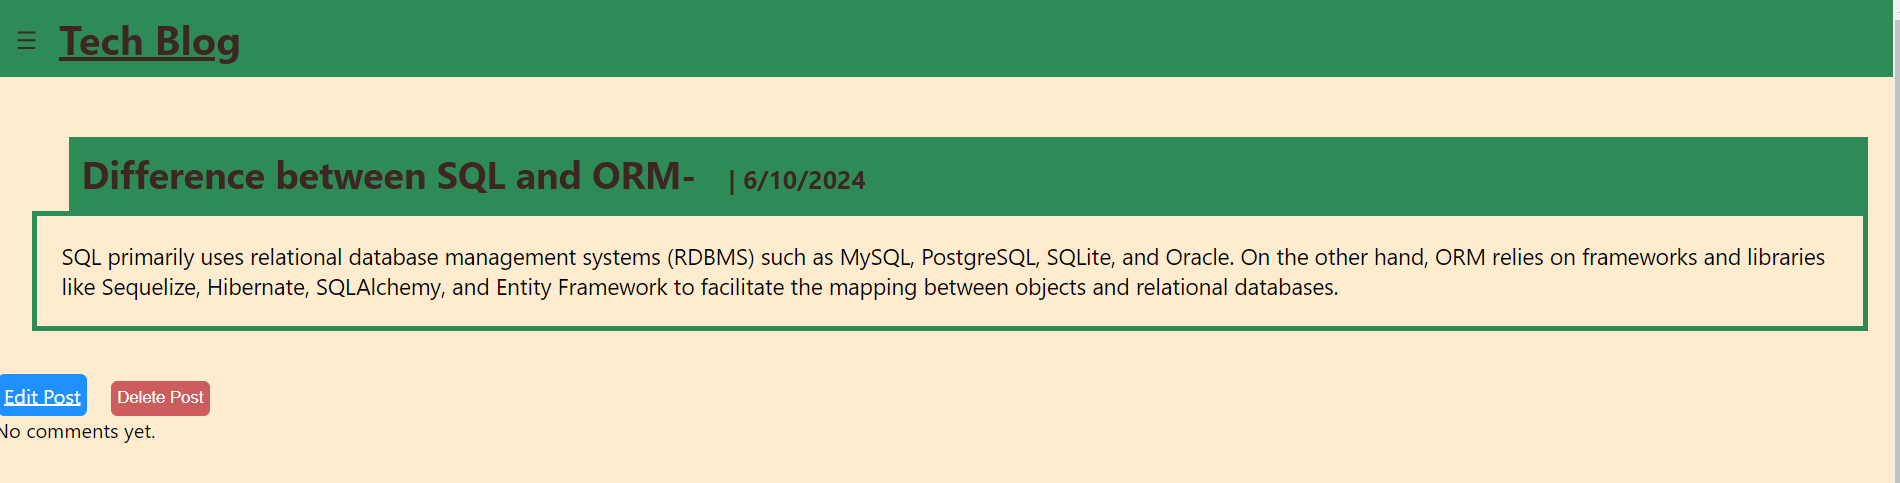 ☰ Tech Blog
Difference between SQL and ORM- | 6/10/2024
SQL primarily uses relational database management systems (RDBMS) such as MySQL, PostgreSQL, SQLite, and Oracle. On the other hand, ORM relies on frameworks and libraries
like Sequelize, Hibernate, SQLAlchemy, and Entity Framework to facilitate the mapping between objects and relational databases.
Edit Post Delete Post
No comments yet.